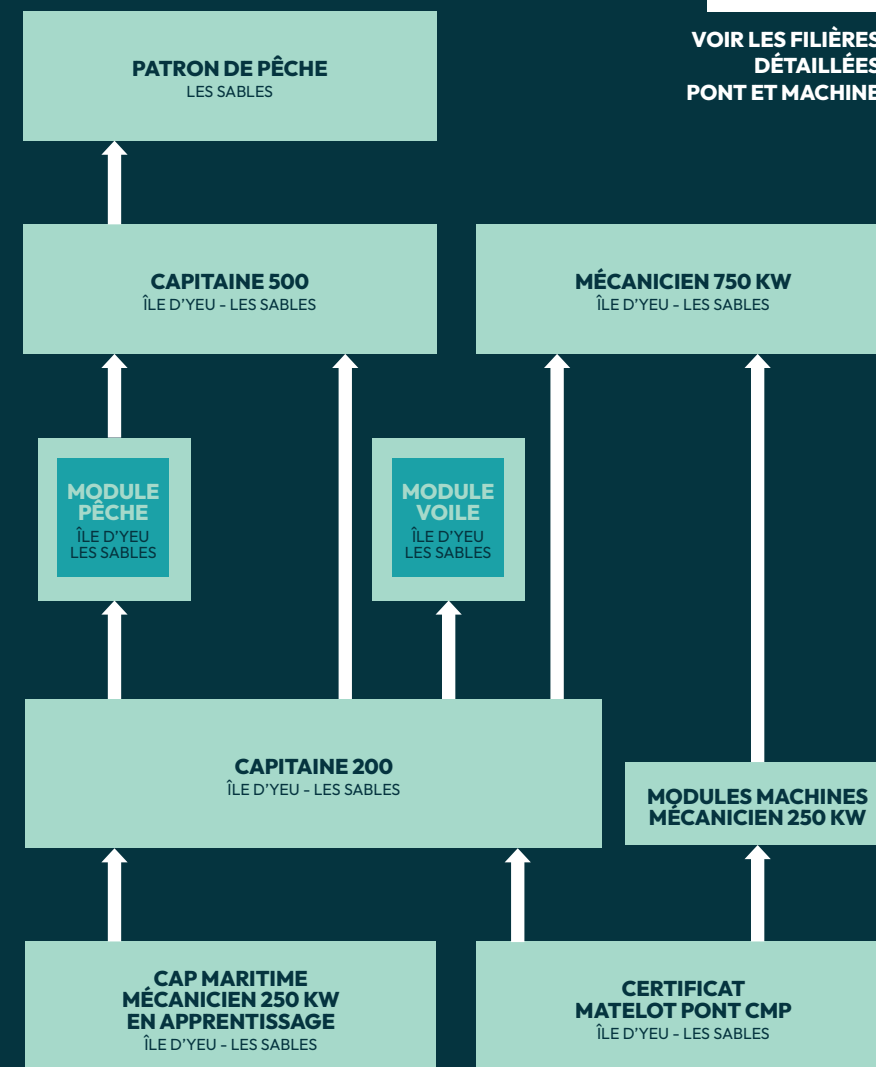 VOIR LES FILIÈRES
DÉTAILLÉES
PONT ET MACHINE
PATRON DE PÊCHE
LES SABLES
CAPITAINE 500
ÎLE D'YEU - LES SABLES
MÉCANICIEN 750 KW
ÎLE D'YEU - LES SABLES
MODULE
PÊCHE
ÎLE D'YEU
LES SABLES
MODULE
VOILE
ÎLE D'YEU
LES SABLES
CAPITAINE 200
ÎLE D'YEU - LES SABLES
MODULES MACHINES
MÉCANICIEN 250 KW
CAP MARITIME
MÉCANICIEN 250 KW
EN APPRENTISSAGE
ÎLE D'YEU - LES SABLES
CERTIFICAT
MATELOT PONT CMP
ÎLE D'YEU - LES SABLES